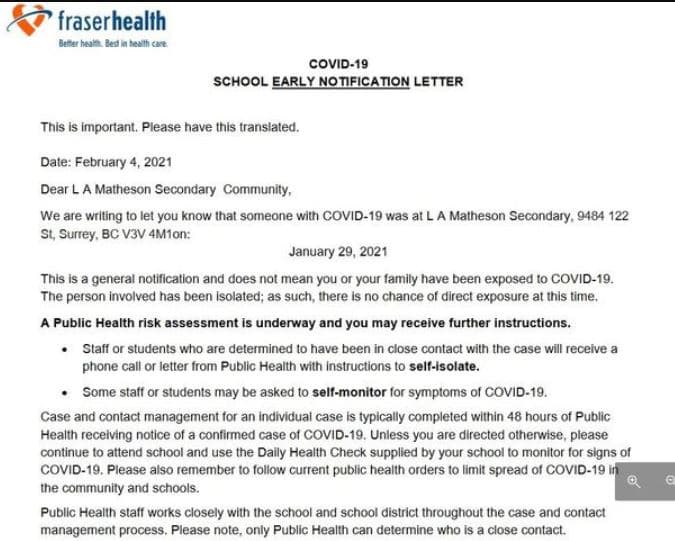 fraserhealth
Better health. Best in health care.
COVID-19
SCHOOL EARLY NOTIFICATION LETTER
This is important. Please have this translated.
Date: February 4, 2021
Dear L A Matheson Secondary Community,
We are writing to let you know that someone with COVID-19 was at L A Matheson Secondary, 9484 122
St, Surrey, BC V3V 4M1on:
January 29, 2021
This is a general notification and does not mean you or your family have been exposed to COVID-19.
The person involved has been isolated; as such, there is no chance of direct exposure at this time.
A Public Health risk assessment is underway and you may receive further instructions.
• Staff or students who are determined to have been in close contact with the case will receive a
phone call or letter from Public Health with instructions to self-isolate.
• Some staff or students may be asked to self-monitor for symptoms of COVID-19.
Case and contact management for an individual case is typically completed within 48 hours of Public
Health receiving notice of a confirmed case of COVID-19. Unless you are directed otherwise, please
continue to attend school and use the Daily Health Check supplied by your school to monitor for signs of
COVID-19. Please also remember to follow current public health orders to limit spread of COVID-19 in
the community and schools.
Public Health staff works closely with the school and school district throughout the case and contact
management process. Please note, only Public Health can determine who is a close contact.